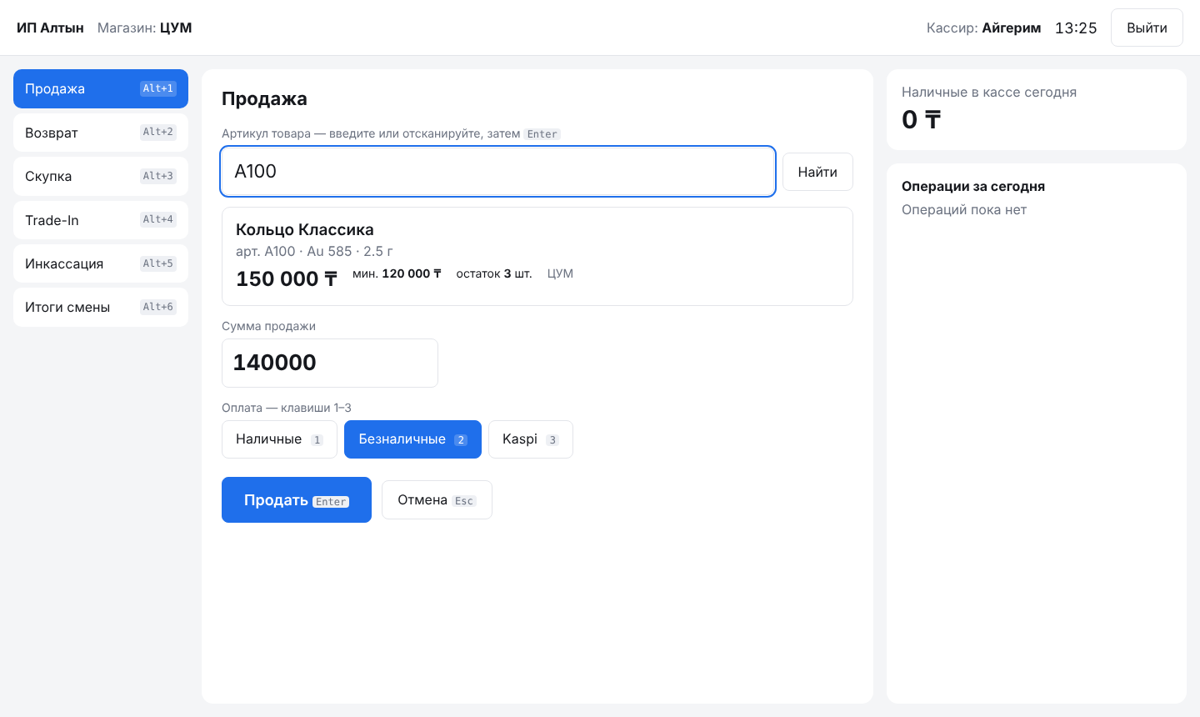 ИП Алтын Магазин: ЦУМ Кассир: Айгерим 13:25 Выйти
Продажа Alt+1
Возврат Alt+2
Скупка Alt+3
Trade-In Alt+4
Инкассация Alt+5
Итоги смены Alt+6
Продажа
Артикул товара — введите или отсканируйте, затем Enter
A100 Найти
Кольцо Классика
арт. A100 · Au 585 · 2.5 г
150 000 ₸ мин. 120 000 ₸ остаток 3 шт. ЦУМ
Сумма продажи
140000
Оплата — клавиши 1–3
Наличные 1 Безналичные 2 Kaspi 3
Продать Enter Отмена Esc
Наличные в кассе сегодня
0 ₸
Операции за сегодня
Операций пока нет